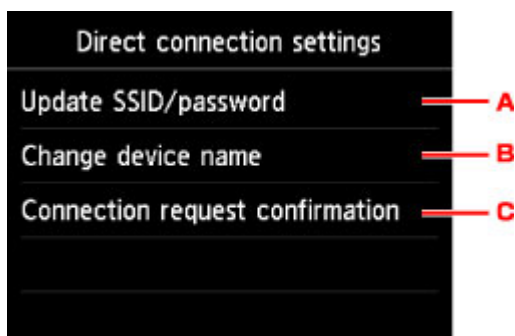 Direct connection settings
Update SSID/password A
Change device name B
Connection request confirmation C